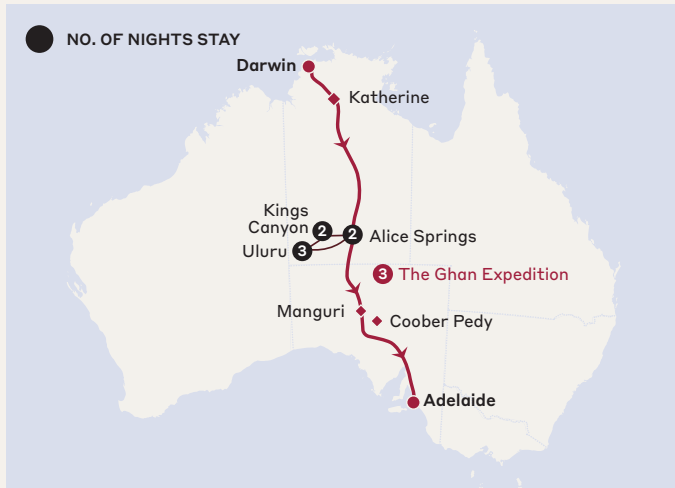 NO. OF NIGHTS STAY
Darwin
Katherine
Kings
Canyon 2
2 Alice Springs
Uluru 3
3 The Ghan Expedition
Manguri
Coober Pedy
Adelaide